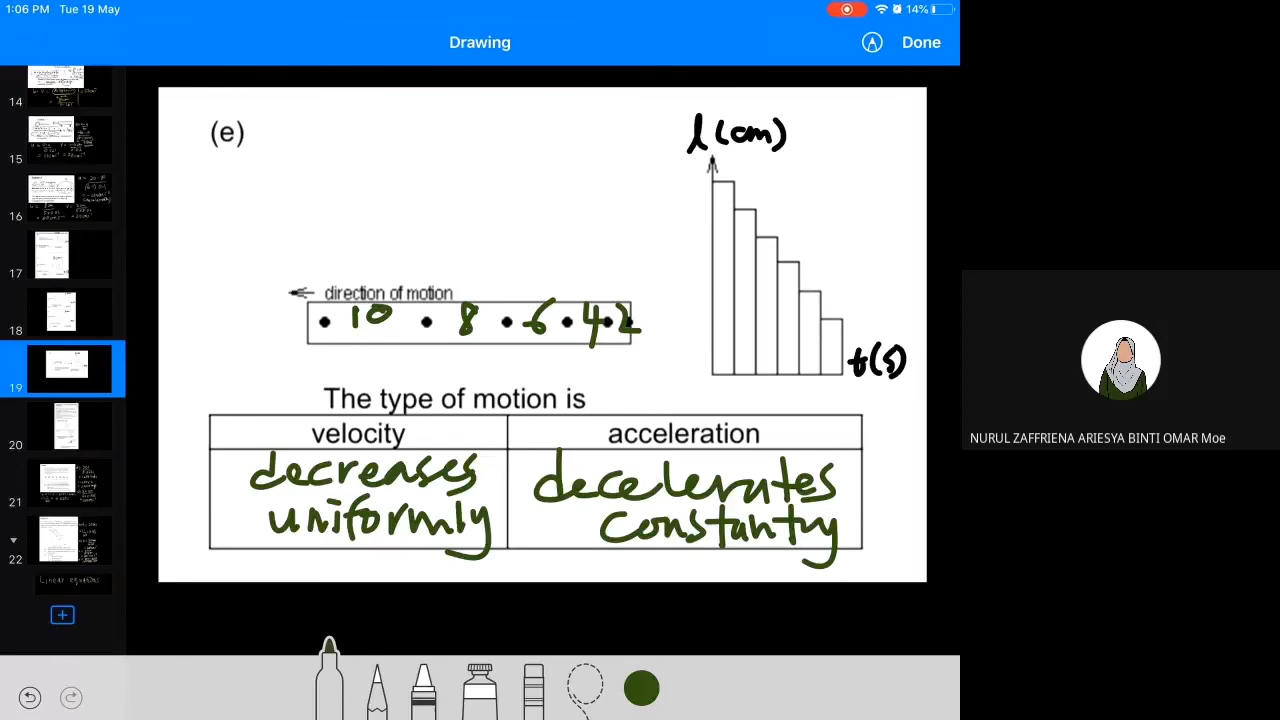 1:06 PM Tue 19 May
14%
Drawing
Done
14
15
16
17
18
19
20
21
22
Linear equations
(e)
l (cm)
direction of motion
10 8 6 4 2
t(s)
The type of motion is
velocity acceleration
decreases uniformly
decelerates constantly
NURUL ZAFFRIENA ARIESYA BINTI OMAR Moe